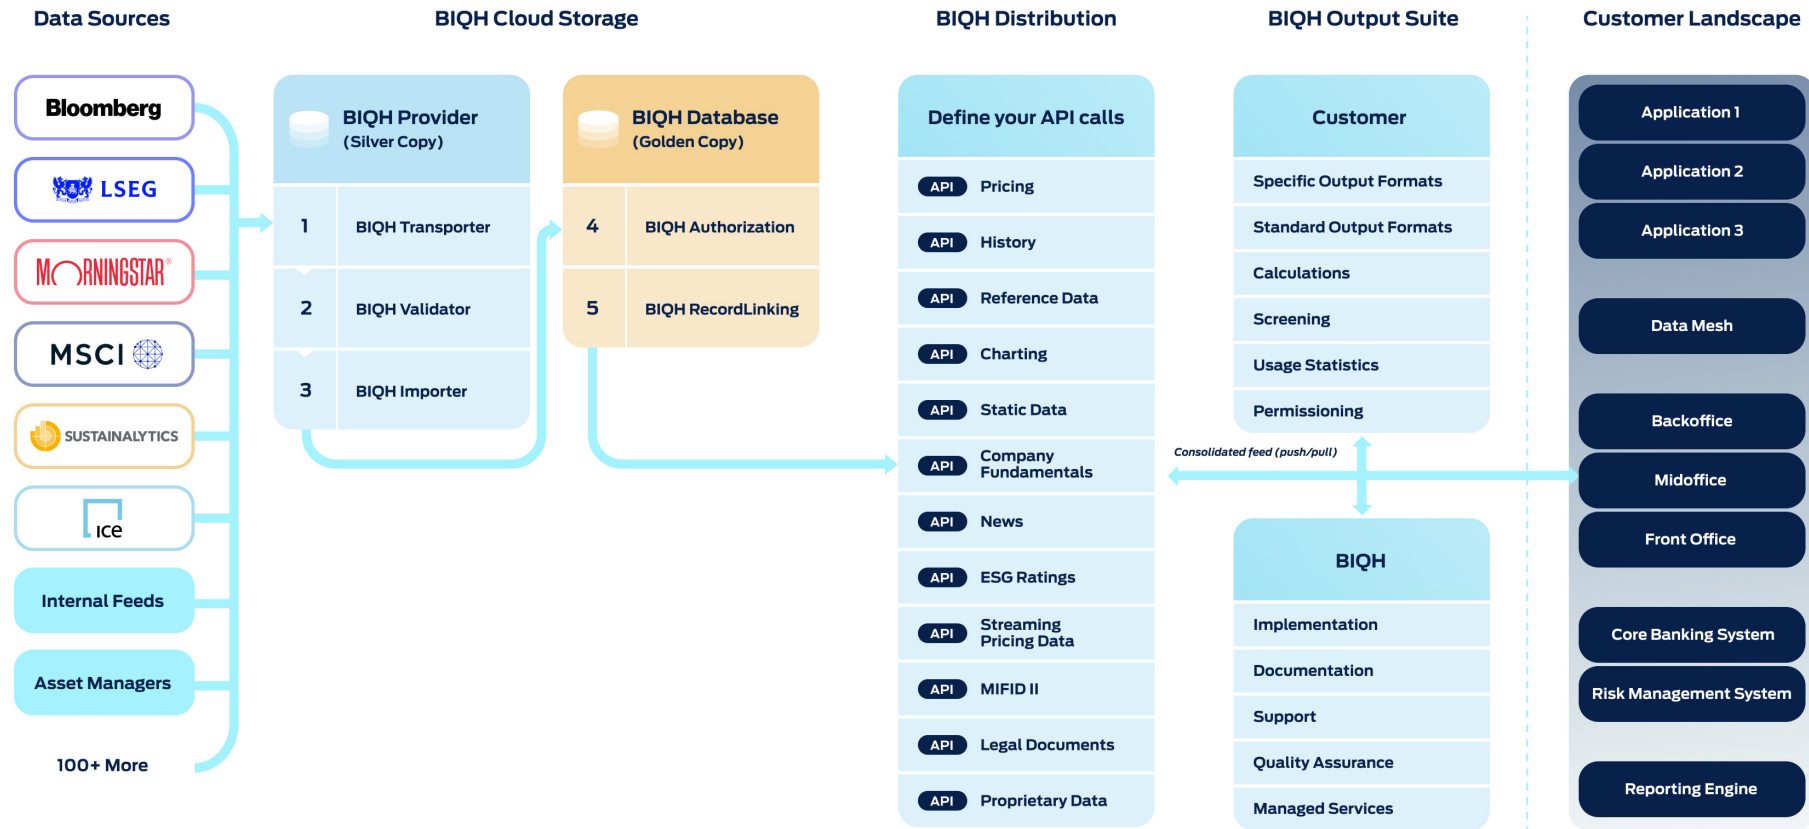 Data Sources
BIQH Cloud Storage
BIQH Distribution
BIQH Output Suite
Customer Landscape
Bloomberg
LSEG
MORNINGSTAR®
MSCI
SUSTAINALYTICS
ICE
Internal Feeds
Asset Managers
100+ More
BIQH Provider
(Silver Copy)
1 BIQH Transporter
2 BIQH Validator
3 BIQH Importer
BIQH Database
(Golden Copy)
4 BIQH Authorization
5 BIQH RecordLinking
Define your API calls
API Pricing
API History
API Reference Data
API Charting
API Static Data
API Company
Fundamentals
API News
API ESG Ratings
API Streaming
Pricing Data
API MIFID II
API Legal Documents
API Proprietary Data
Customer
Specific Output Formats
Standard Output Formats
Calculations
Screening
Usage Statistics
Permissioning
Consolidated feed (push/pull)
BIQH
Implementation
Documentation
Support
Quality Assurance
Managed Services
Application 1
Application 2
Application 3
Data Mesh
Backoffice
Midoffice
Front Office
Core Banking System
Risk Management System
Reporting Engine